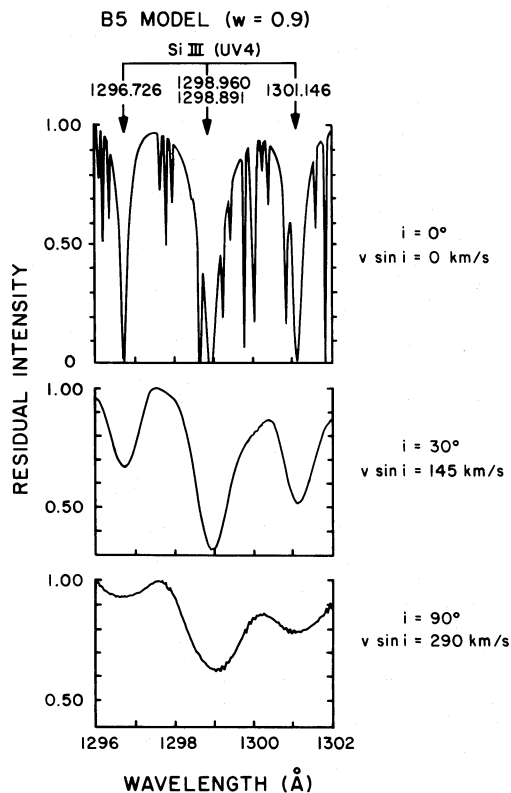 B5 MODEL (w = 0.9)
Si III (UV4)
1296.726
1298.960
1298.891
1301.146
1.00
0.50
0
i = 0°
v sin i = 0 km/s
RESIDUAL INTENSITY
1.00
0.50
i = 30°
v sin i = 145 km/s
1.00
0.50
i = 90°
v sin i = 290 km/s
1296 1298 1300 1302
WAVELENGTH (Å)